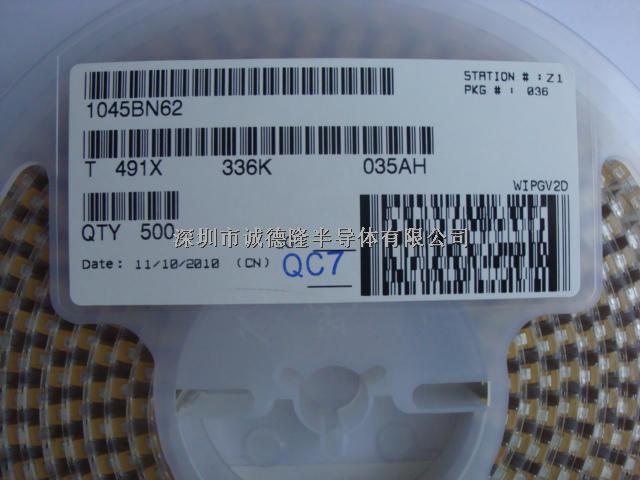 STATION # : Z1
PKG # : 036
1045BN62
T 491X 336K 035AH
WIPGV2D
QTY 500
深圳市诚德隆半导体有限公司
Date: 11/10/2010 (CN) QC7